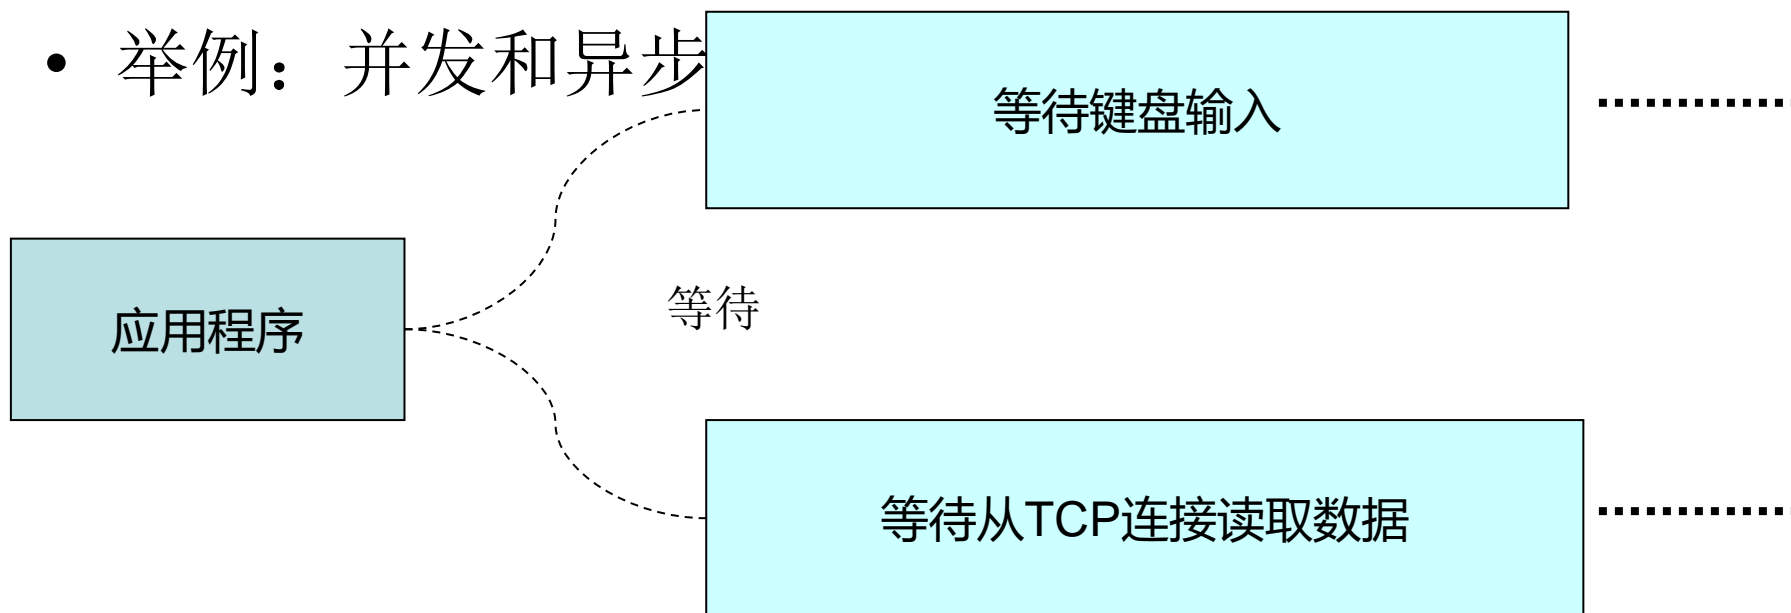 • 举例：并发和异步
等待键盘输入
应用程序
等待
等待从TCP连接读取数据